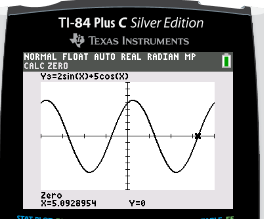 TI-84 Plus C Silver Edition
TEXAS INSTRUMENTS
NORMAL FLOAT AUTO REAL RADIAN MP
CALC ZERO
Y3=2sin(X)+5cos(X)
Zero
X=5.0928954 Y=0